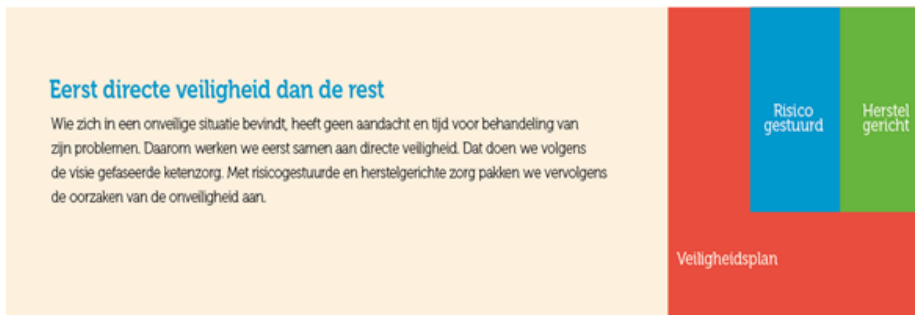 Eerst directe veiligheid dan de rest
Wie zich in een onveilige situatie bevindt, heeft geen aandacht en tijd voor behandeling van
zijn problemen. Daarom werken we eerst samen aan directe veiligheid. Dat doen we volgens
de visie gefaseerde ketenzorg. Met risicogestuurde en herstelgerichte zorg pakken we vervolgens
de oorzaken van de onveiligheid aan.
Risico
gestuurd
Herstel
gericht
Veiligheidsplan